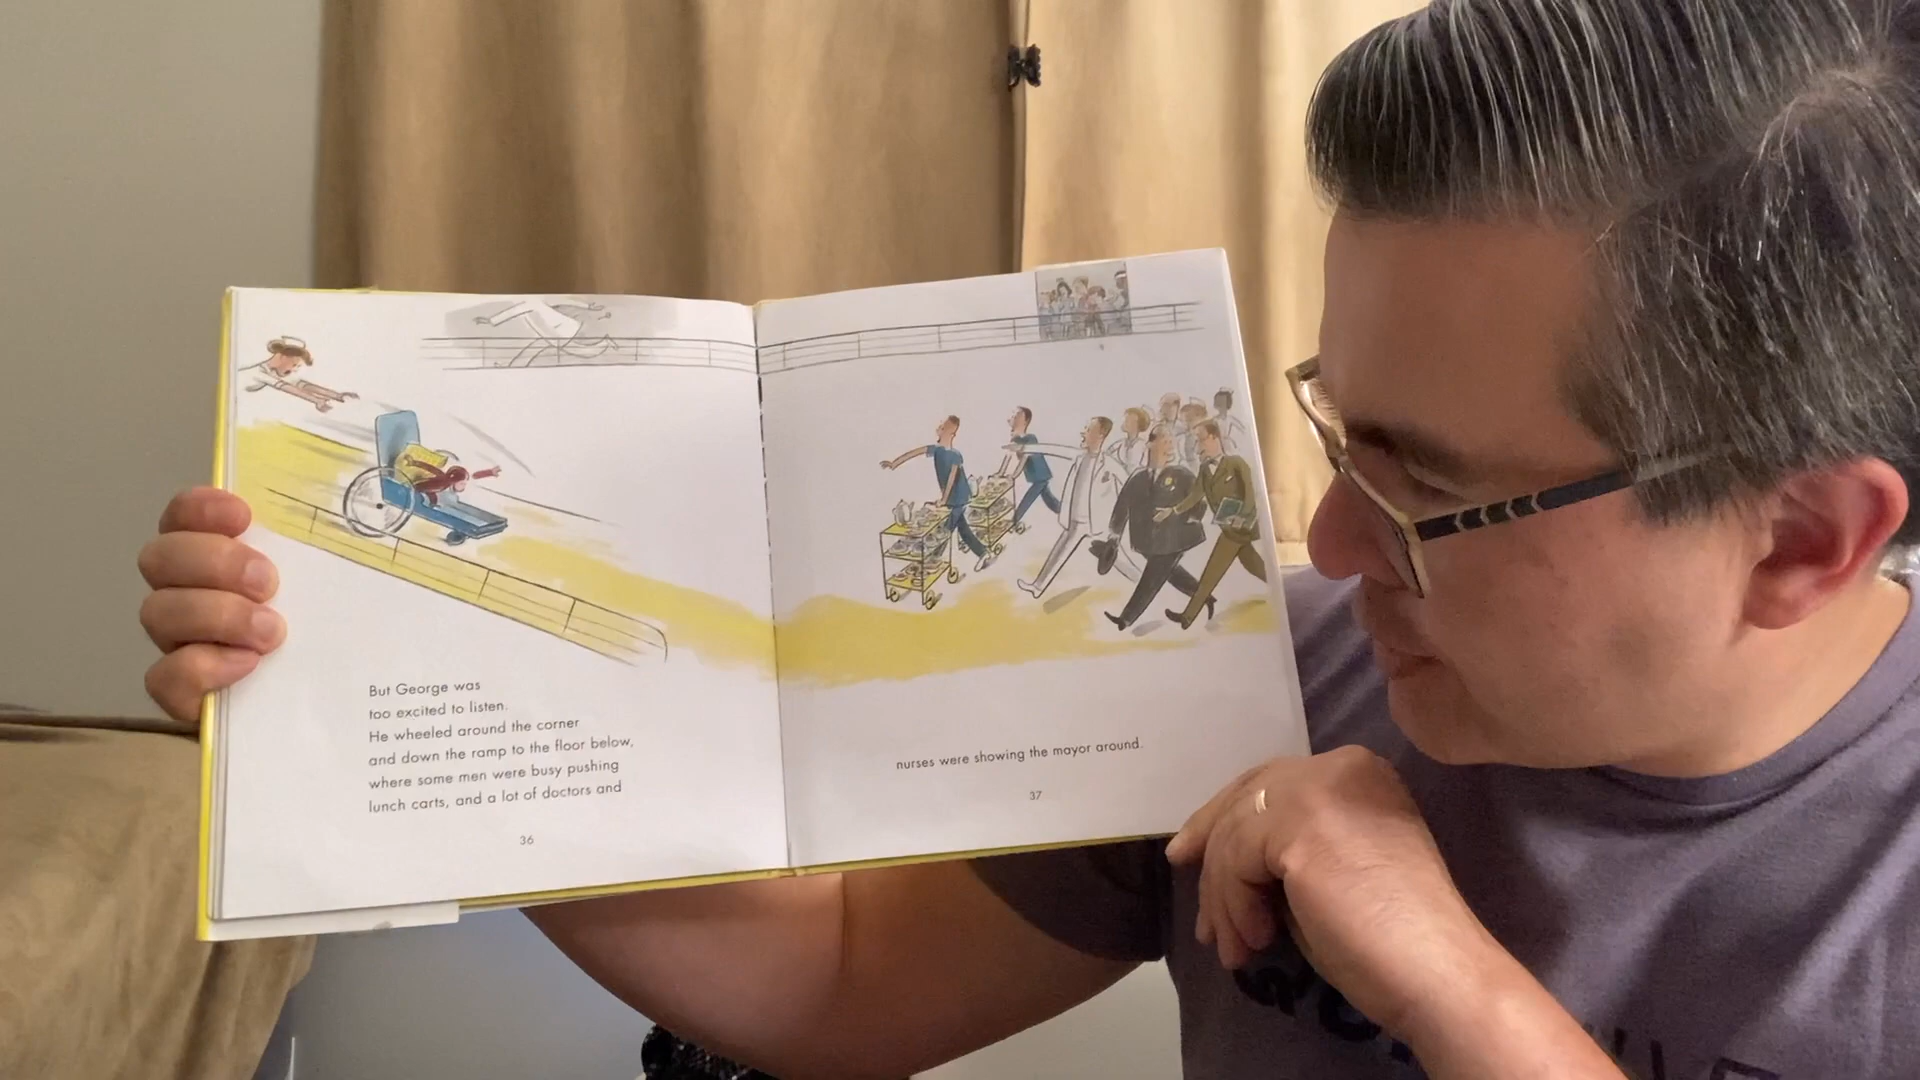 But George was
too excited to listen.
He wheeled around the corner
and down the ramp to the floor below,
where some men were busy pushing
lunch carts, and a lot of doctors and
36
nurses were showing the mayor around.
37